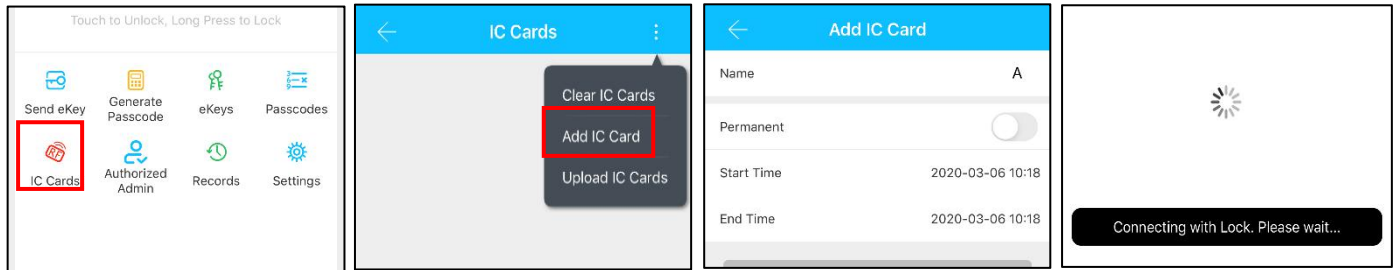 Touch to Unlock, Long Press to Lock
Send eKey
Generate
Passcode
eKeys
Passcodes
RF
IC Cards
Authorized
Admin
Records
Settings
IC Cards
Clear IC Cards
Add IC Card
Upload IC Cards
Add IC Card
Name A
Permanent
Start Time 2020-03-06 10:18
End Time 2020-03-06 10:18
Connecting with Lock. Please wait...